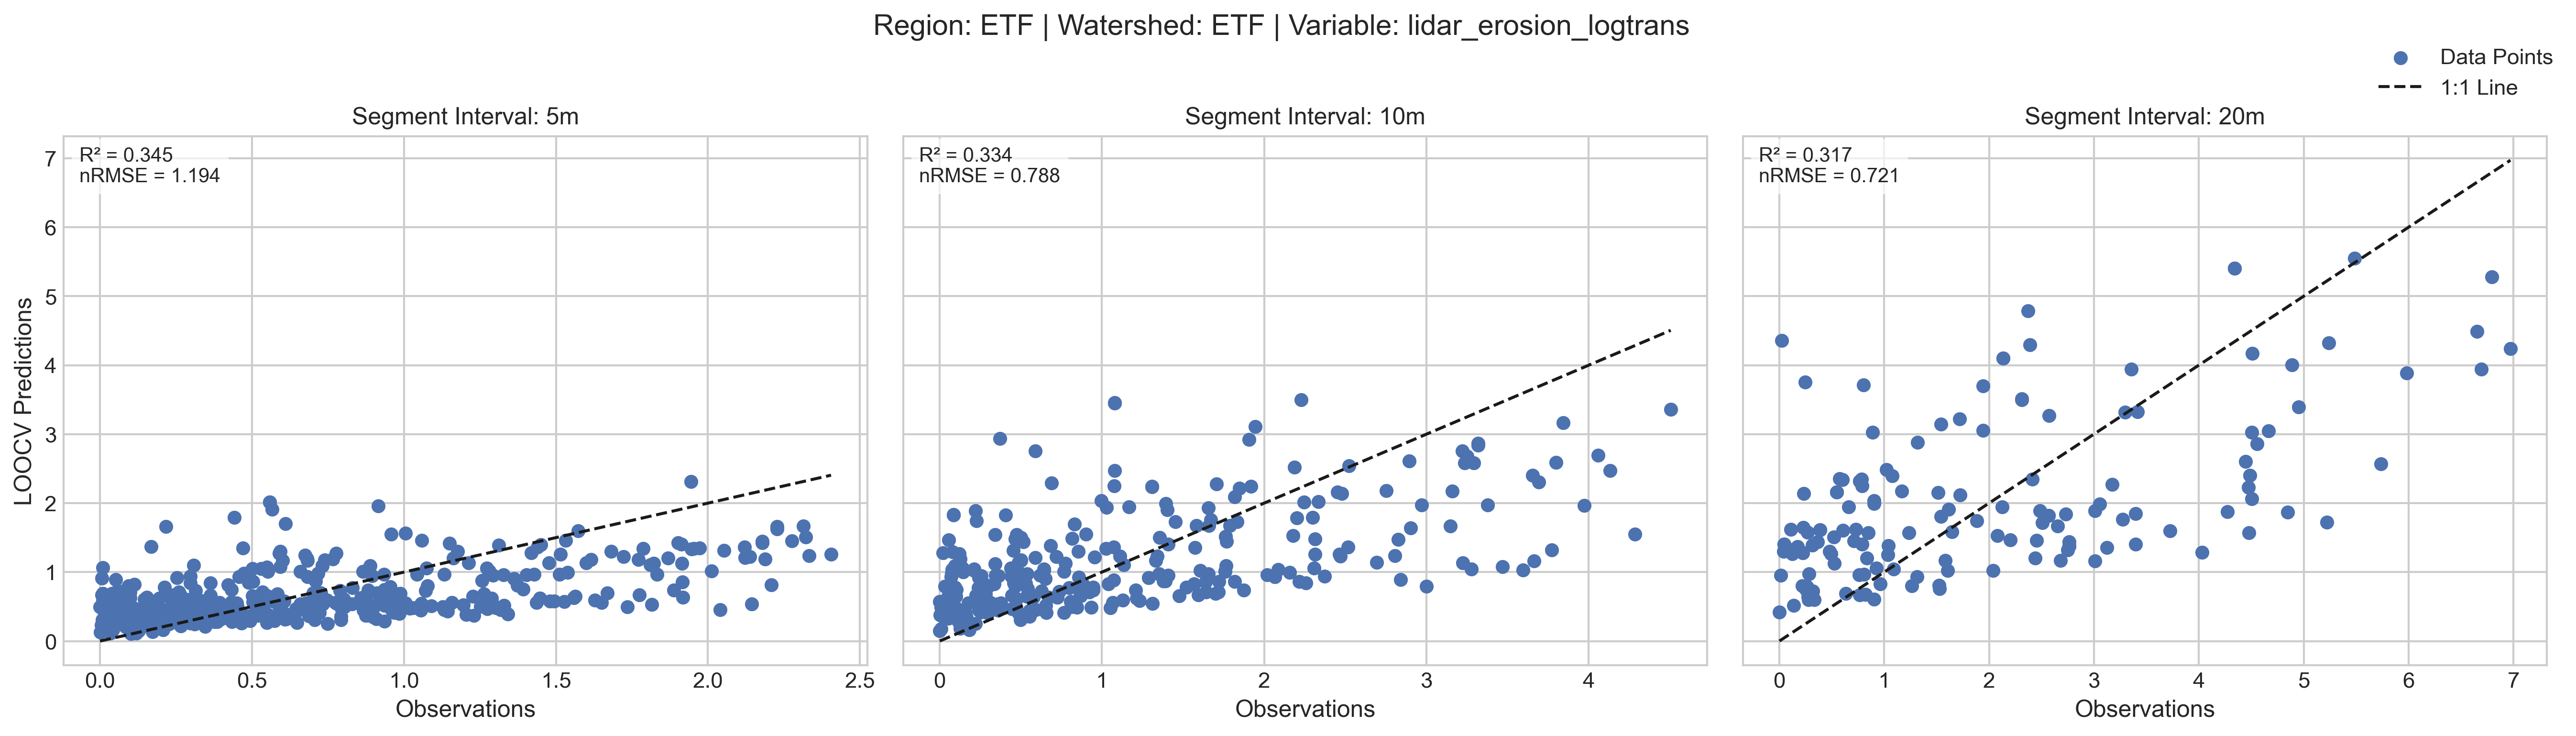 Region: ETF | Watershed: ETF | Variable: lidar_erosion_logtrans
Data Points
1:1 Line
Segment Interval: 5m
Segment Interval: 10m
Segment Interval: 20m
R² = 0.345
nRMSE = 1.194
R² = 0.334
nRMSE = 0.788
R² = 0.317
nRMSE = 0.721
LOOCV Predictions
7
6
5
4
3
2
1
0
0.0 0.5 1.0 1.5 2.0 2.5
0 1 2 3 4
0 1 2 3 4 5 6 7
Observations
Observations
Observations